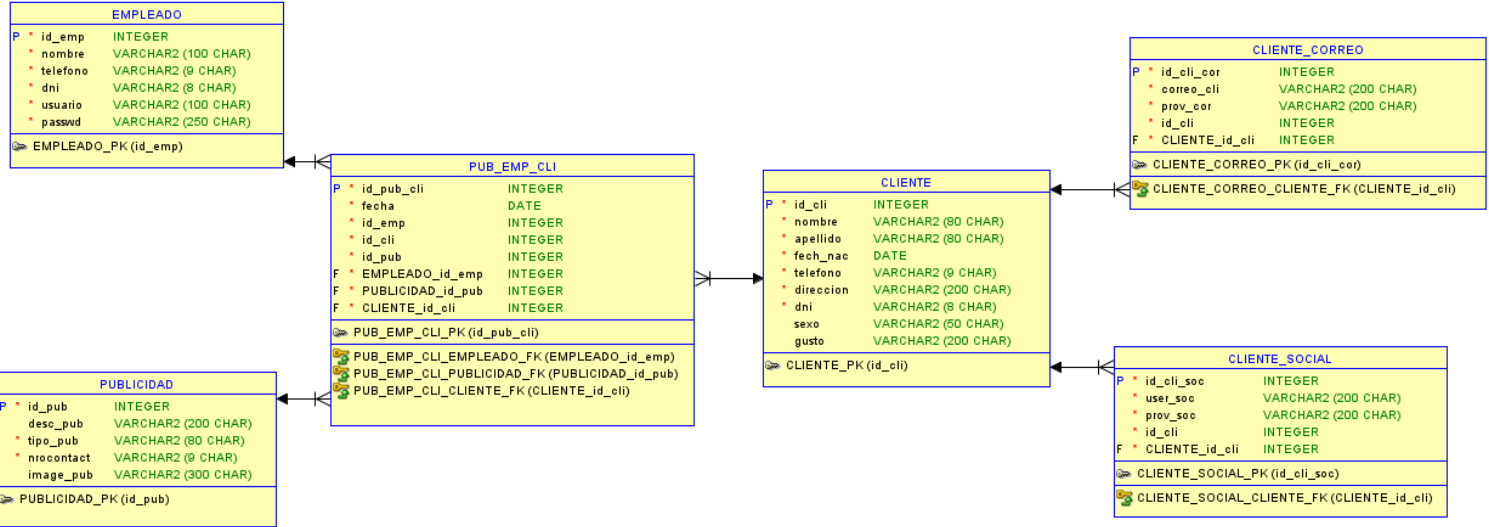 EMPLEADO
P * id_emp INTEGER
* nombre VARCHAR2 (100 CHAR)
* telefono VARCHAR2 (9 CHAR)
* dni VARCHAR2 (8 CHAR)
* usuario VARCHAR2 (100 CHAR)
* passwd VARCHAR2 (250 CHAR)
EMPLEADO_PK (id_emp)
PUBLICIDAD
P * id_pub INTEGER
desc_pub VARCHAR2 (200 CHAR)
* tipo_pub VARCHAR2 (80 CHAR)
* nrocontact VARCHAR2 (9 CHAR)
image_pub VARCHAR2 (300 CHAR)
PUBLICIDAD_PK (id_pub)
PUB_EMP_CLI
P * id_pub_cli INTEGER
* fecha DATE
* id_emp INTEGER
* id_cli INTEGER
* id_pub INTEGER
F * EMPLEADO_id_emp INTEGER
F * PUBLICIDAD_id_pub INTEGER
F * CLIENTE_id_cli INTEGER
PUB_EMP_CLI_PK (id_pub_cli)
PUB_EMP_CLI_EMPLEADO_FK (EMPLEADO_id_emp)
PUB_EMP_CLI_PUBLICIDAD_FK (PUBLICIDAD_id_pub)
PUB_EMP_CLI_CLIENTE_FK (CLIENTE_id_cli)
CLIENTE
P * id_cli INTEGER
* nombre VARCHAR2 (80 CHAR)
* apellido VARCHAR2 (80 CHAR)
* fech_nac DATE
* telefono VARCHAR2 (9 CHAR)
* direccion VARCHAR2 (200 CHAR)
* dni VARCHAR2 (8 CHAR)
sexo VARCHAR2 (50 CHAR)
gusto VARCHAR2 (200 CHAR)
CLIENTE_PK (id_cli)
CLIENTE_CORREO
P * id_cli_cor INTEGER
* correo_cli VARCHAR2 (200 CHAR)
* prov_cor VARCHAR2 (200 CHAR)
* id_cli INTEGER
F * CLIENTE_id_cli INTEGER
CLIENTE_CORREO_PK (id_cli_cor)
CLIENTE_CORREO_CLIENTE_FK (CLIENTE_id_cli)
CLIENTE_SOCIAL
P * id_cli_soc INTEGER
* user_soc VARCHAR2 (200 CHAR)
* prov_soc VARCHAR2 (200 CHAR)
* id_cli INTEGER
F * CLIENTE_id_cli INTEGER
CLIENTE_SOCIAL_PK (id_cli_soc)
CLIENTE_SOCIAL_CLIENTE_FK (CLIENTE_id_cli)